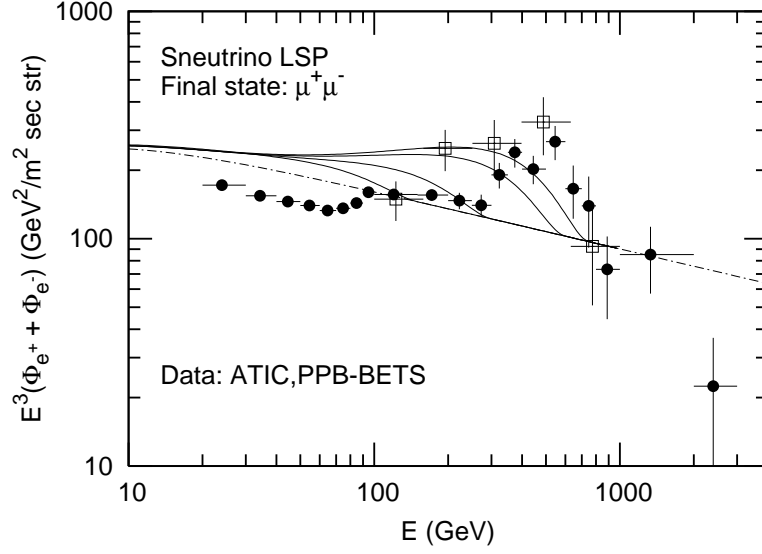 Sneutrino LSP
Final state: μ⁺μ⁻
Data: ATIC,PPB-BETS
E³(Φₑ⁺ + Φₑ⁻) (GeV²/m² sec str)
1000
100
10
10
100
1000
E (GeV)